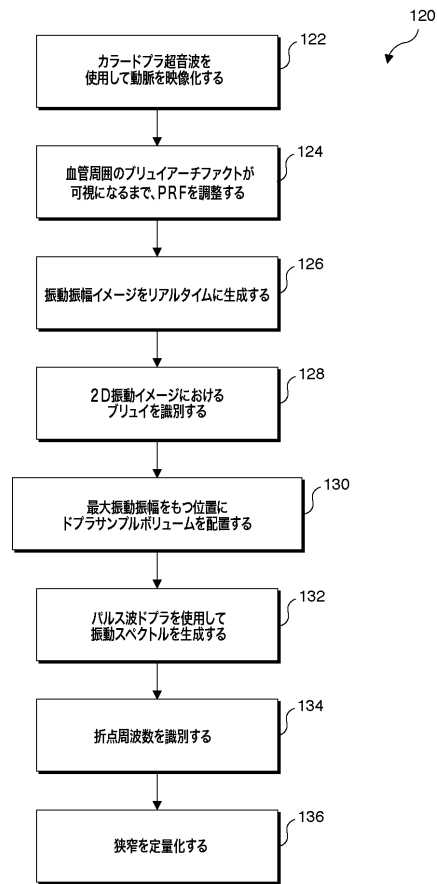 120
カラードプラ超音波を
使用して動脈を映像化する
122
血管周囲のブリュイアーチファクトが
可視になるまで、PRFを調整する
124
振動振幅イメージをリアルタイムに生成する
126
2D振動イメージにおける
ブリュイを識別する
128
最大振動振幅をもつ位置に
ドプラサンプルボリュームを配置する
130
パルス波ドプラを使用して
振動スペクトルを生成する
132
折点周波数を識別する
134
狭窄を定量化する
136